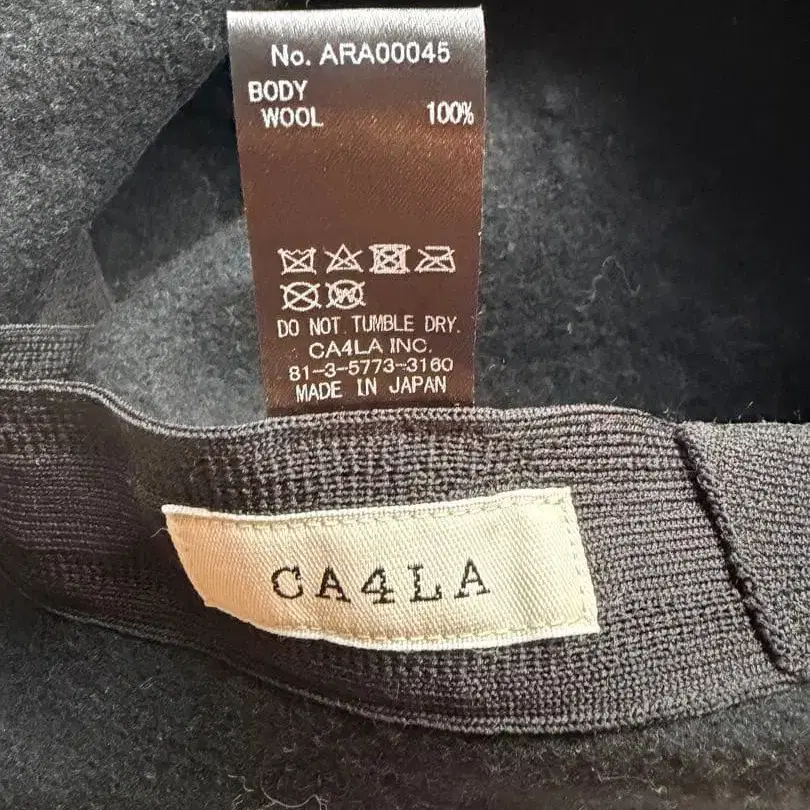 No. ARA00045
BODY
WOOL 100%
DO NOT TUMBLE DRY.
CA4LA INC.
81-3-5773-3160
MADE IN JAPAN
CA4LA